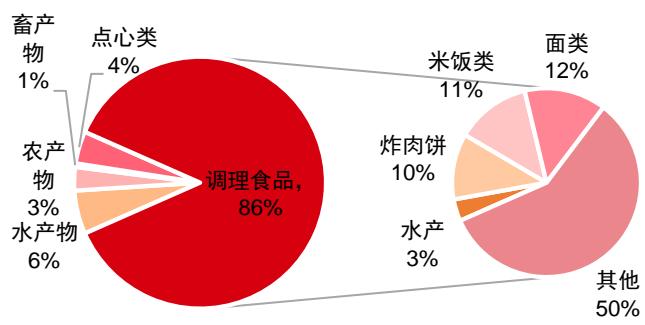 畜产
物
1%
点心类
4%
农产
物
3%
水产物
6%
调理食品,
86%
米饭类
11%
面类
12%
炸肉饼
10%
水产
3%
其他
50%